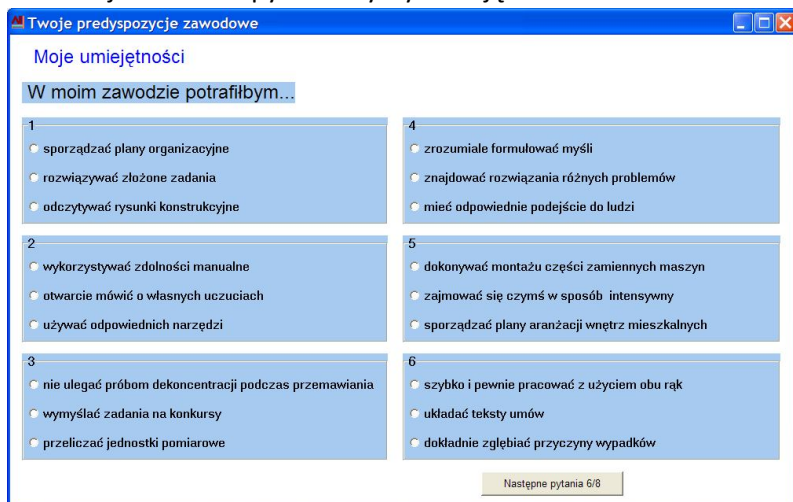 Twoje predyspozycje zawodowe
Moje umiejętności
W moim zawodzie potrafiłbym...
1
sporządzać plany organizacyjne
rozwiązywać złożone zadania
odczytywać rysunki konstrukcyjne
2
wykorzystywać zdolności manualne
otwarcie mówić o własnych uczuciach
używać odpowiednich narzędzi
3
nie ulegać próbom dekoncentracji podczas przemawiania
wymyślać zadania na konkursy
przeliczać jednostki pomiarowe
4
zrozumiale formułować myśli
znajdować rozwiązania różnych problemów
mieć odpowiednie podejście do ludzi
5
dokonywać montażu części zamiennych maszyn
zajmować się czymś w sposób intensywny
sporządzać plany aranżacji wnętrz mieszkalnych
6
szybko i pewnie pracować z użyciem obu rąk
układać teksty umów
dokładnie zgłębiać przyczyny wypadków
Następne pytania 6/8